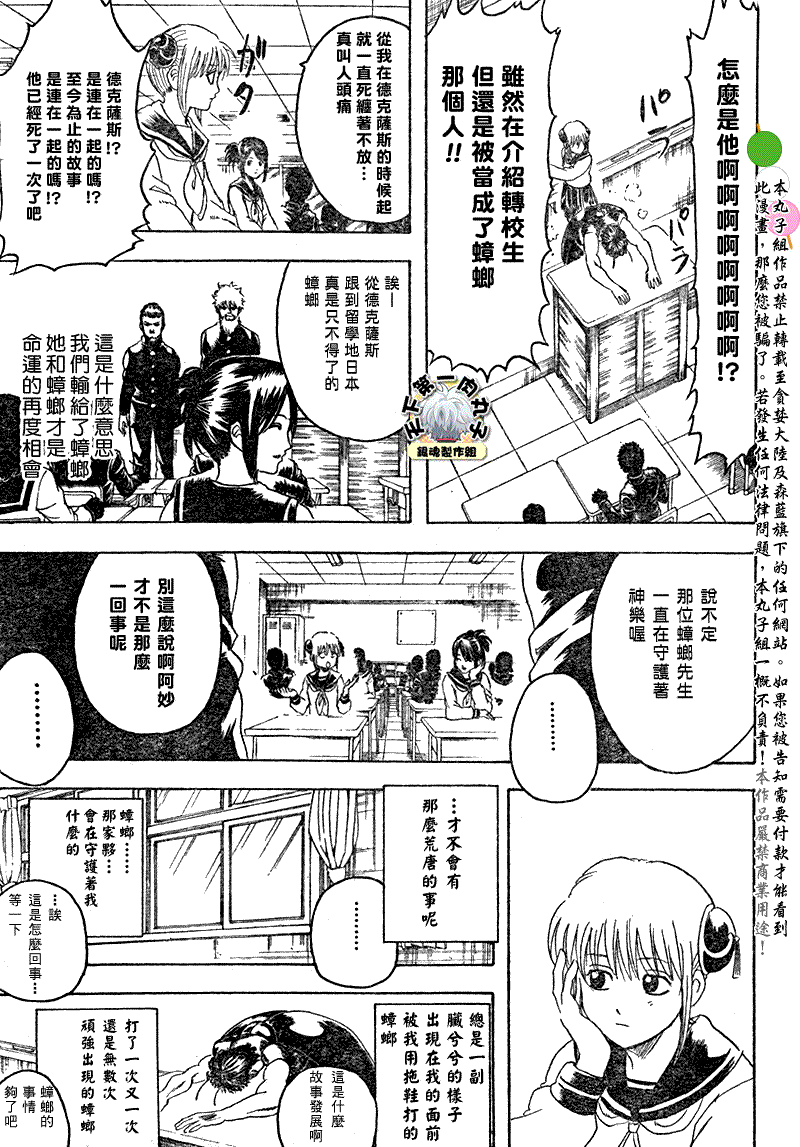 怎麼是他啊啊啊啊啊啊啊!?
雖然在介紹轉校生
但還是被當成了蟑螂
那個人!!
從我在德克薩斯的時候起
就一直死纏著不放…
真叫人頭痛
德克薩斯!?
是連在一起的嗎!?
至今為止的故事
是連在一起的嗎!?
他已經死了一次了吧
誒—
從德克薩斯
跟到留學地日本
真是只不得了的
蟑螂
這是什麼意思
我們輸給了蟑螂
她和蟑螂才是
命運的再度相會
天下第一肉丸子
銀魂製作組
說不定
那位蟑螂先生
一直在守護著
神樂喔
………
別這麼說啊阿妙
才不是那麼
一回事呢
………
…才不會有
那麼荒唐的事呢
蟑螂……
那家夥…
會在守護著我
什麼的
…誒
這是怎麼回事…
等一下
總是一副
臟兮兮的樣子
出現在我的面前
被我用拖鞋打的
蟑螂
這是什麼
故事發展啊
打了一次又一次
還是無數次
頑強出現的蟑螂
蟑螂的
事情
夠了吧
本丸子組作品禁止轉載至貪婪大陸及森藍旗下的任何網站。如果您被告知需要付款才能看到
此漫畫,那麼您被騙了。若發生任何法律問題,本丸子組一概不負責!本作品嚴禁商業用途!